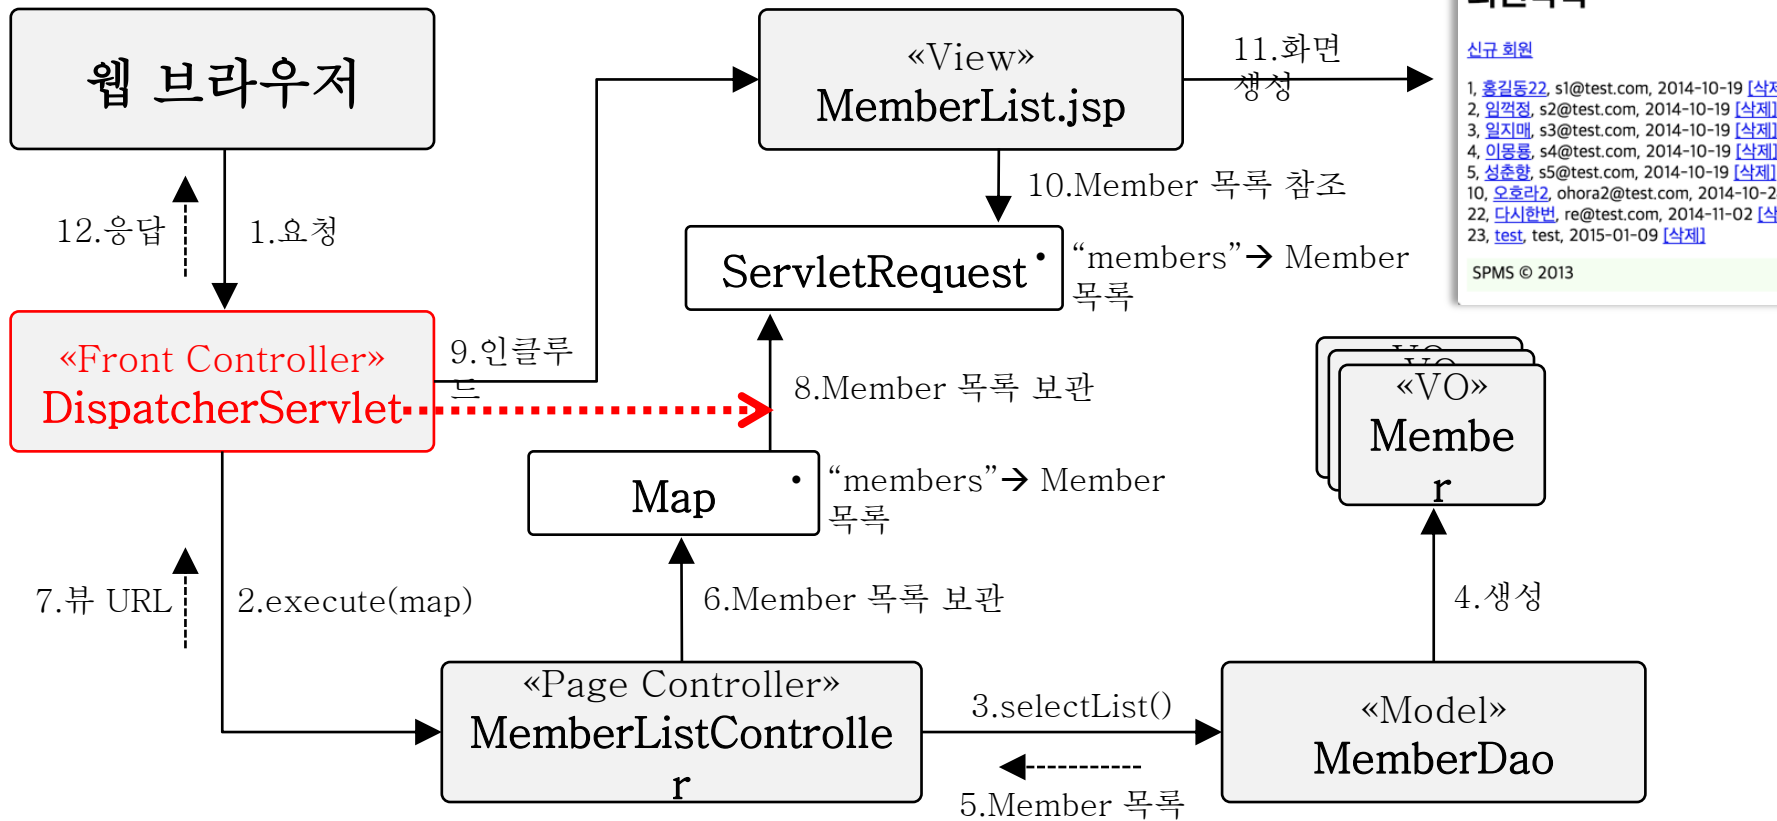 웹 브라우저
«View»
MemberList.jsp
11.화면
생성
신규 회원
1, 홍길동22, s1@test.com, 2014-10-19 [삭제
2, 임꺽정, s2@test.com, 2014-10-19 [삭제]
3, 일지매, s3@test.com, 2014-10-19 [삭제]
4, 이몽룡, s4@test.com, 2014-10-19 [삭제]
5, 성춘향, s5@test.com, 2014-10-19 [삭제]
10, 오호라2, ohora2@test.com, 2014-10-2
22, 다시한번, re@test.com, 2014-11-02 [삭
23, test, test, 2015-01-09 [삭제]
SPMS © 2013
12.응답
1.요청
10.Member 목록 참조
ServletRequest
• “members”→ Member
목록
«Front Controller»
DispatcherServlet
9.인클루
드
8.Member 목록 보관
Map
• “members”→ Member
목록
VO
VO
«VO»
Membe
r
7.뷰 URL
2.execute(map)
6.Member 목록 보관
4.생성
«Page Controller»
MemberListControlle
r
3.selectList()
5.Member 목록
«Model»
MemberDao